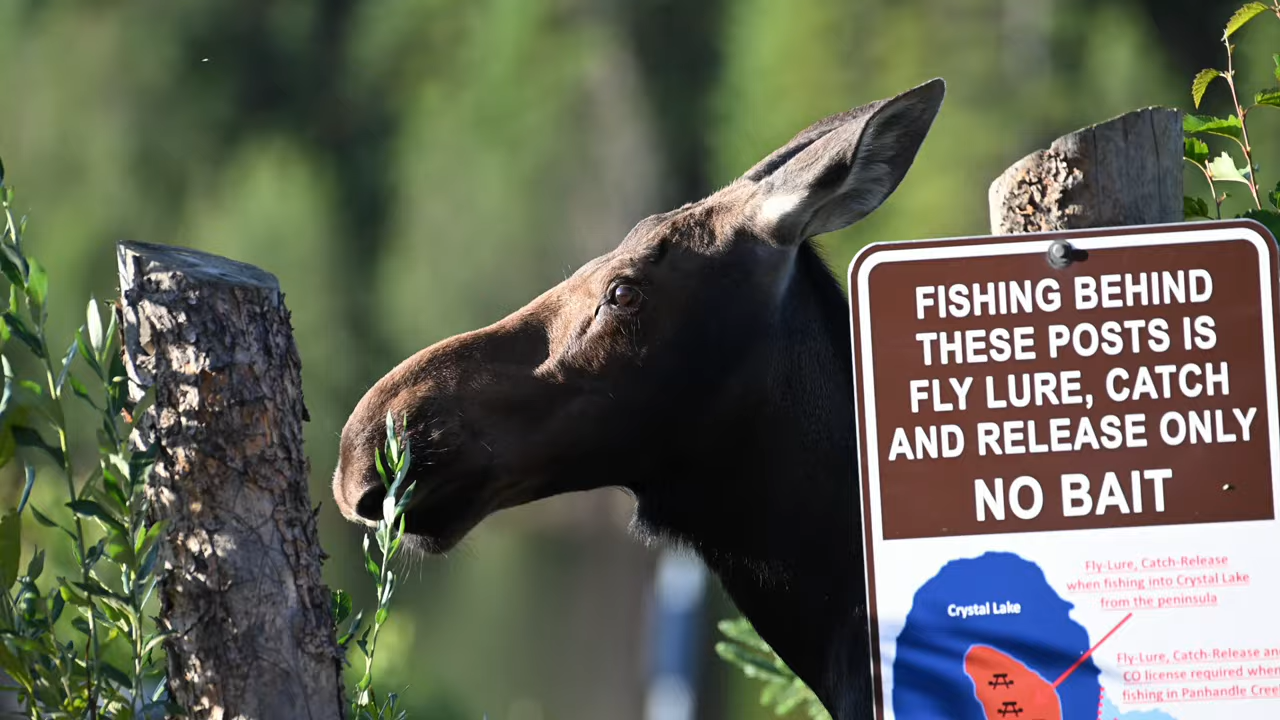 FISHING BEHIND
THESE POSTS IS
FLY LURE, CATCH
AND RELEASE ONLY
NO BAIT
Fly-Lure, Catch-Release
when fishing into Crystal Lake
from the peninsula
Crystal Lake
Fly-Lure, Catch-Release and
CO license required when
fishing in Panhandle Creek